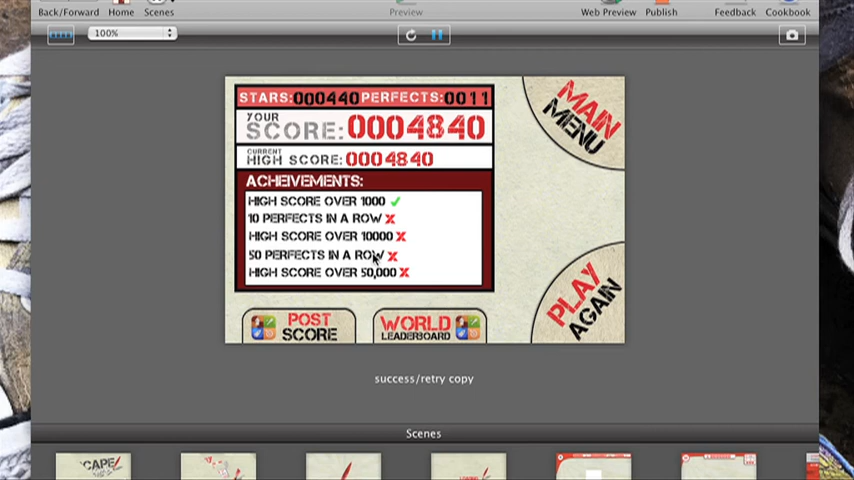 Back/Forward Home Scenes Preview Web Preview Publish Feedback Cookbook
100%
STARS:000440 PERFECTS:0011
YOUR
SCORE: 0004840
CURRENT
HIGH SCORE: 0004840
ACHEIVEMENTS:
HIGH SCORE OVER 1000
10 PERFECTS IN A ROW
HIGH SCORE OVER 10000
50 PERFECTS IN A ROW
HIGH SCORE OVER 50,000
MAIN
MENU
PLAY
AGAIN
POST
SCORE
WORLD
LEADERBOARD
success/retry copy
Scenes